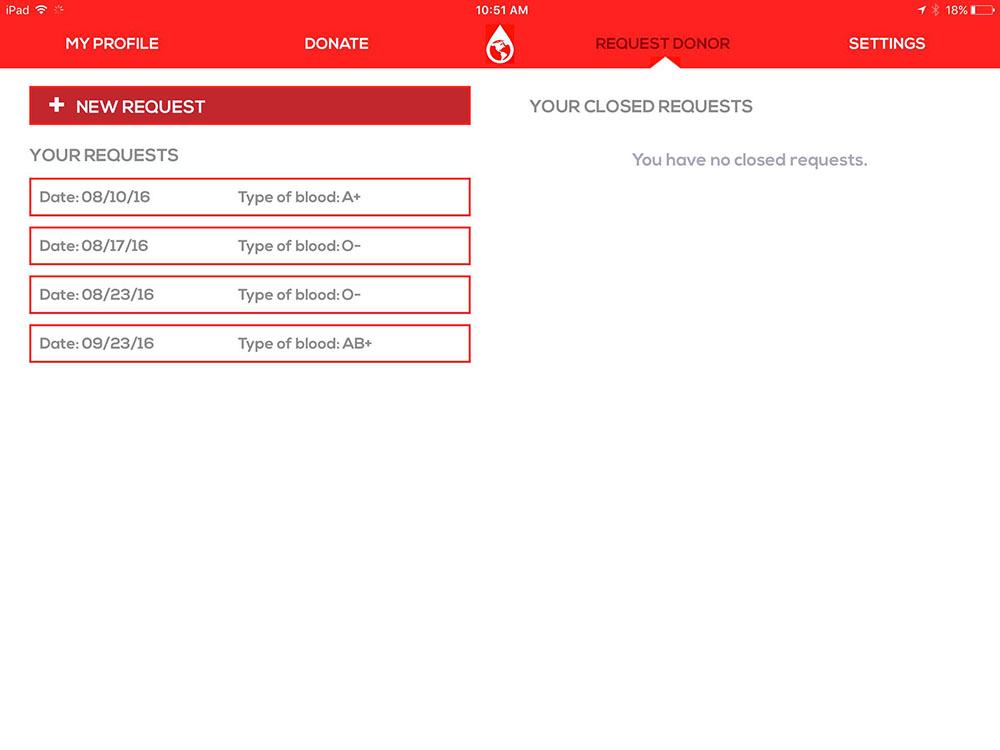 iPad 10:51 AM 18%
MY PROFILE DONATE REQUEST DONOR SETTINGS
+ NEW REQUEST
YOUR REQUESTS
Date: 08/10/16 Type of blood: A+
Date: 08/17/16 Type of blood: O-
Date: 08/23/16 Type of blood: O-
Date: 09/23/16 Type of blood: AB+
YOUR CLOSED REQUESTS
You have no closed requests.